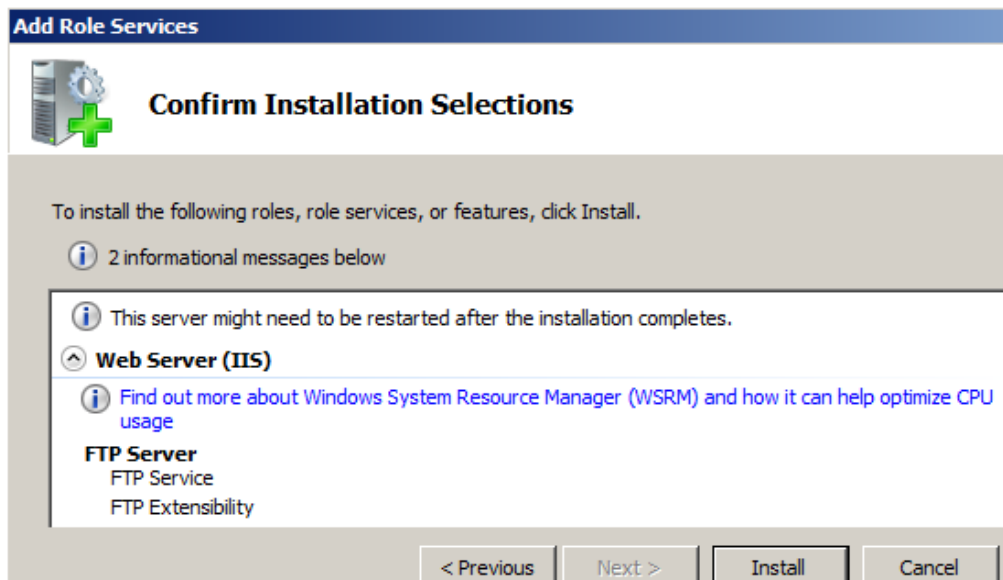 Add Role Services
Confirm Installation Selections
To install the following roles, role services, or features, click Install.
2 informational messages below
This server might need to be restarted after the installation completes.
Web Server (IIS)
Find out more about Windows System Resource Manager (WSRM) and how it can help optimize CPU
usage
FTP Server
FTP Service
FTP Extensibility
< Previous Next > Install Cancel